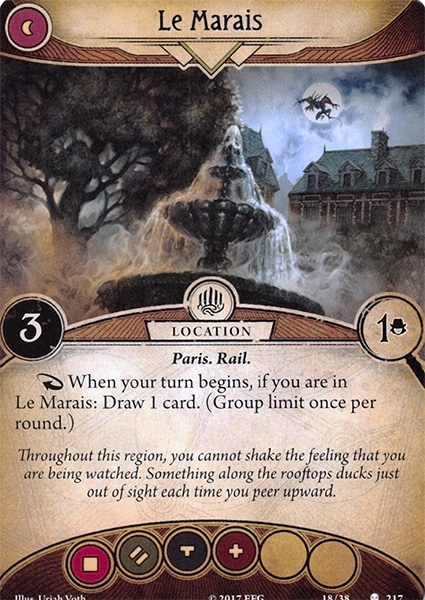 Le Marais
3
LOCATION
1
Paris. Rail.
When your turn begins, if you are in
Le Marais: Draw 1 card. (Group limit once per
round.)
Throughout this region, you cannot shake the feeling that you
are being watched. Something along the rooftops ducks just
out of sight each time you peer upward.
Illus. Uriah Voth © 2017 FFG 18/38 217